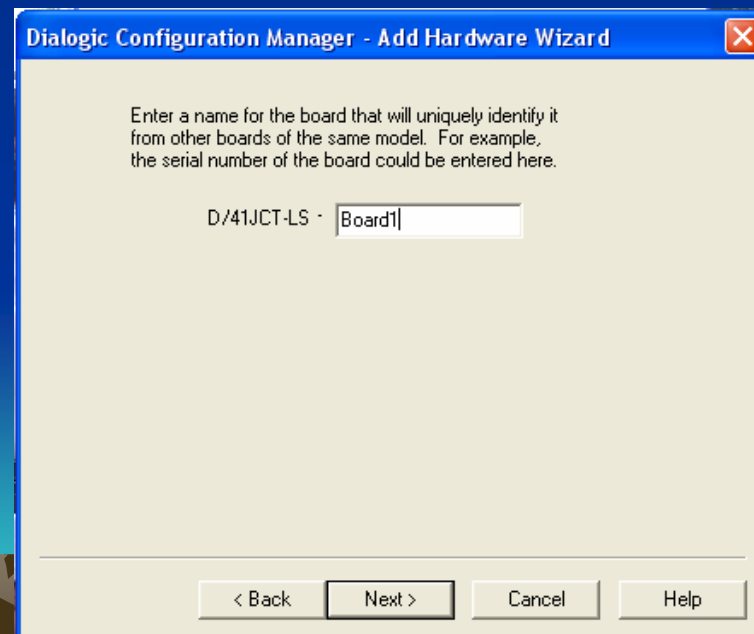 Dialogic Configuration Manager - Add Hardware Wizard
Enter a name for the board that will uniquely identify it
from other boards of the same model. For example,
the serial number of the board could be entered here.
D/41JCT-LS - Board1
< Back Next > Cancel Help